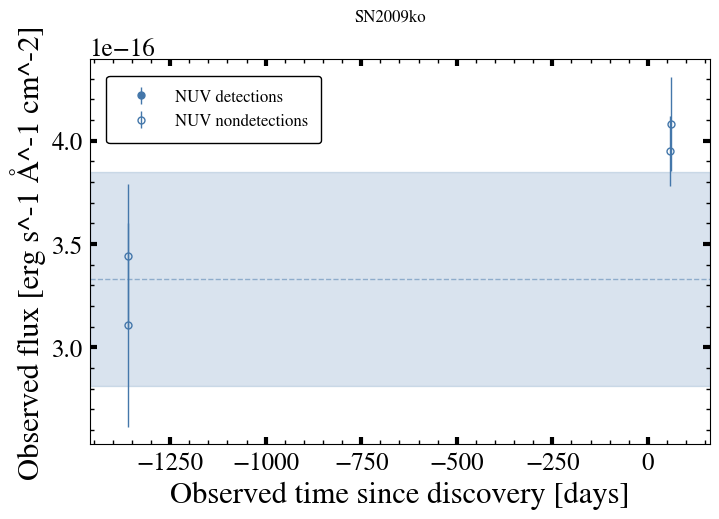 SN2009ko
1e−16
NUV detections
NUV nondetections
4.0
3.5
3.0
Observed flux [erg s^-1 Å^-1 cm^-2]
−1250 −1000 −750 −500 −250 0
Observed time since discovery [days]